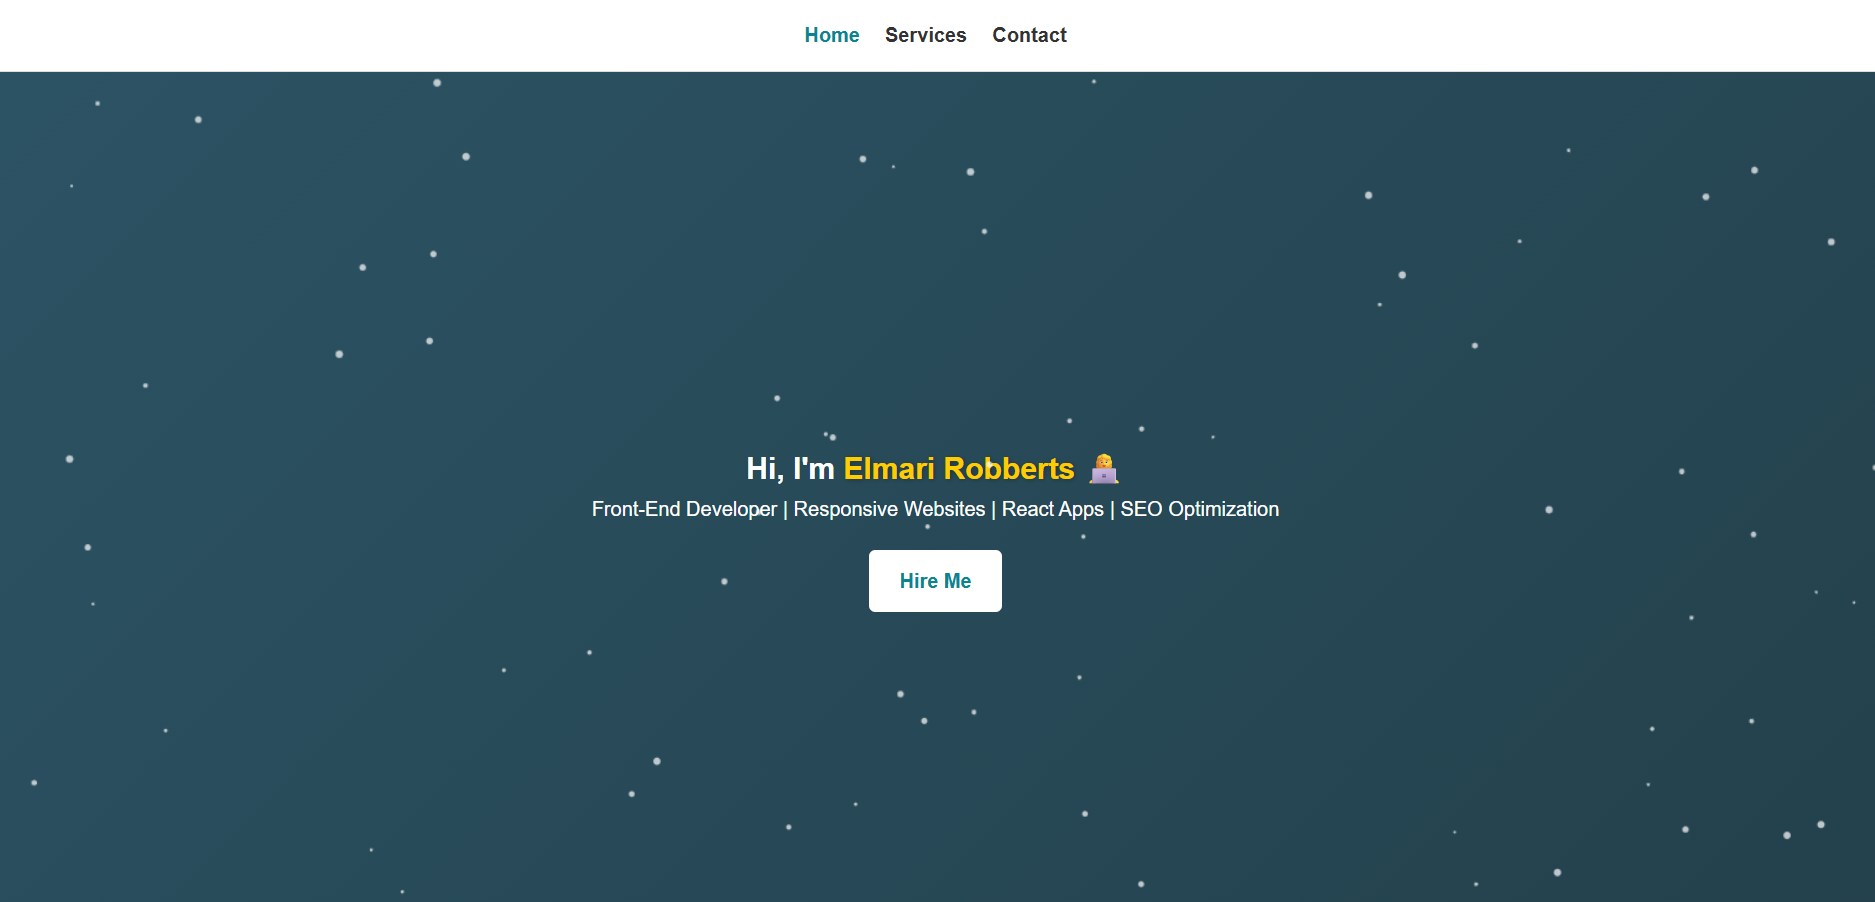 Home Services Contact
Hi, I'm Elmari Robberts 👩‍💻
Front-End Developer | Responsive Websites | React Apps | SEO Optimization
Hire Me